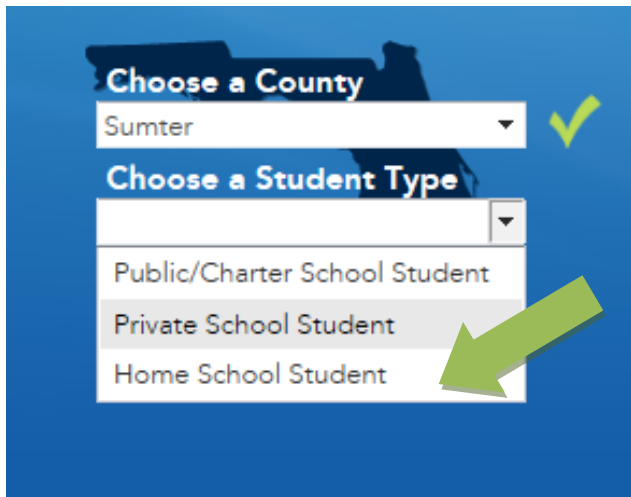 Choose a County
Sumter
Choose a Student Type
Public/Charter School Student
Private School Student
Home School Student